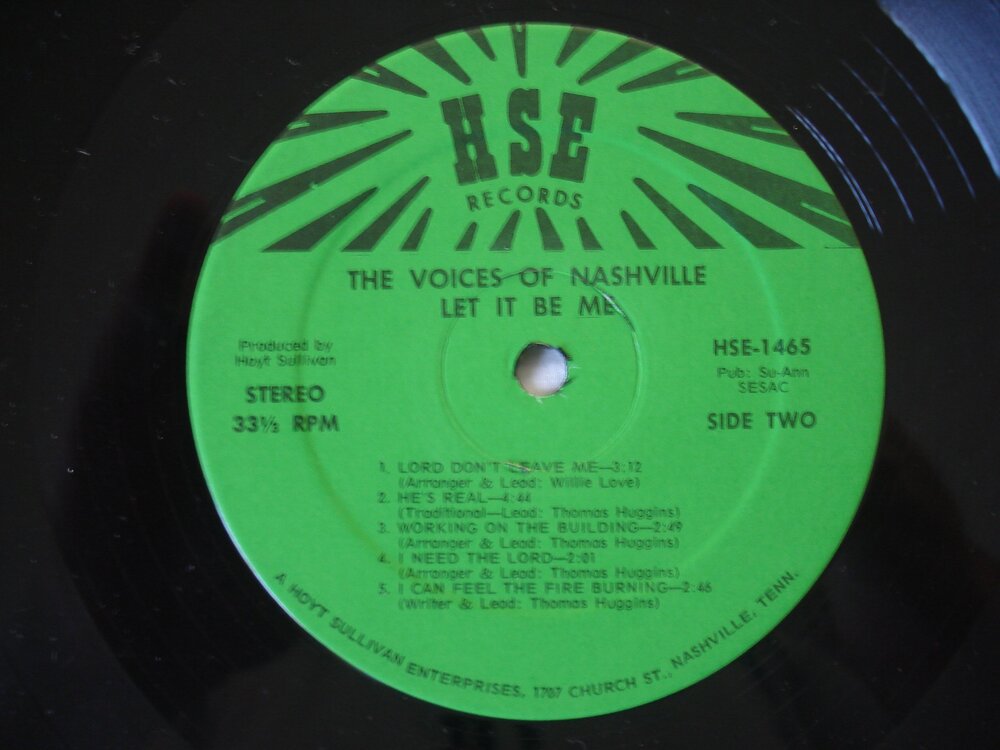 HSE
RECORDS
THE VOICES OF NASHVILLE
LET IT BE ME
Produced by
Hoyt Sullivan
STEREO
33⅓ RPM
HSE-1465
Pub: Su-Ann
SESAC
SIDE TWO
1. LORD DON'T LEAVE ME—3:12
(Arranger & Lead: Willie Love)
2. HE'S REAL—4:44
(Traditional—Lead: Thomas Huggins)
3. WORKING ON THE BUILDING—2:49
(Arranger & Lead: Thomas Huggins)
4. I NEED THE LORD—2:01
(Arranger & Lead: Thomas Huggins)
5. I CAN FEEL THE FIRE BURNING—2:46
(Writer & Lead: Thomas Huggins)
A HOYT SULLIVAN ENTERPRISES, 1707 CHURCH ST., NASHVILLE, TENN.